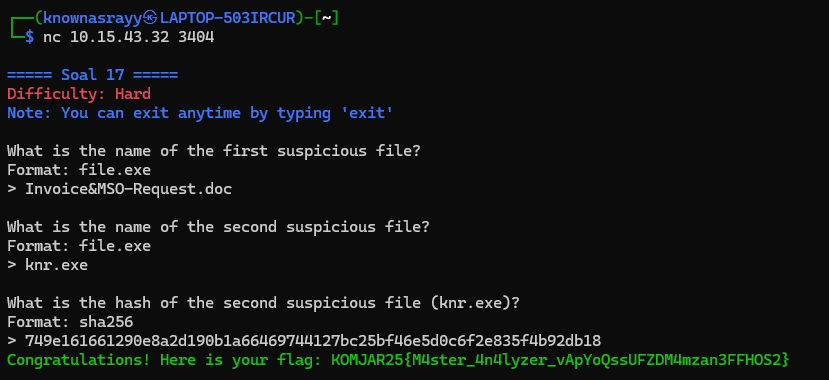 ┌──(knownasrayy㉿LAPTOP-503IRCUR)-[~]
└─$ nc 10.15.43.32 3404
===== Soal 17 =====
Difficulty: Hard
Note: You can exit anytime by typing 'exit'
What is the name of the first suspicious file?
Format: file.exe
> Invoice&MSO-Request.doc
What is the name of the second suspicious file?
Format: file.exe
> knr.exe
What is the hash of the second suspicious file (knr.exe)?
Format: sha256
> 749e161661290e8a2d190b1a66469744127bc25bf46e5d0c6f2e835f4b92db18
Congratulations! Here is your flag: KOMJAR25{M4ster_4n4lyzer_vApYoQssUFZDM4mzan3FFHOS2}